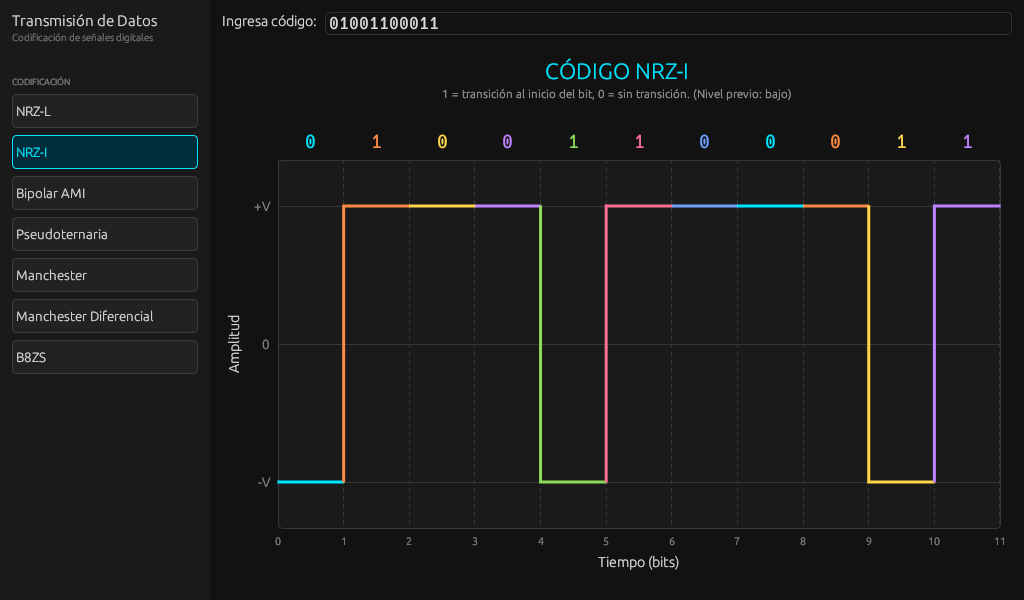 Transmisión de Datos
Codificación de señales digitales
CODIFICACIÓN
NRZ-L
NRZ-I
Bipolar AMI
Pseudoternaria
Manchester
Manchester Diferencial
B8ZS
Ingresa código: 01001100011
CÓDIGO NRZ-I
1 = transición al inicio del bit, 0 = sin transición. (Nivel previo: bajo)
0 1 0 0 1 1 0 0 0 1 1
+V
0
-V
Amplitud
0 1 2 3 4 5 6 7 8 9 10 11
Tiempo (bits)